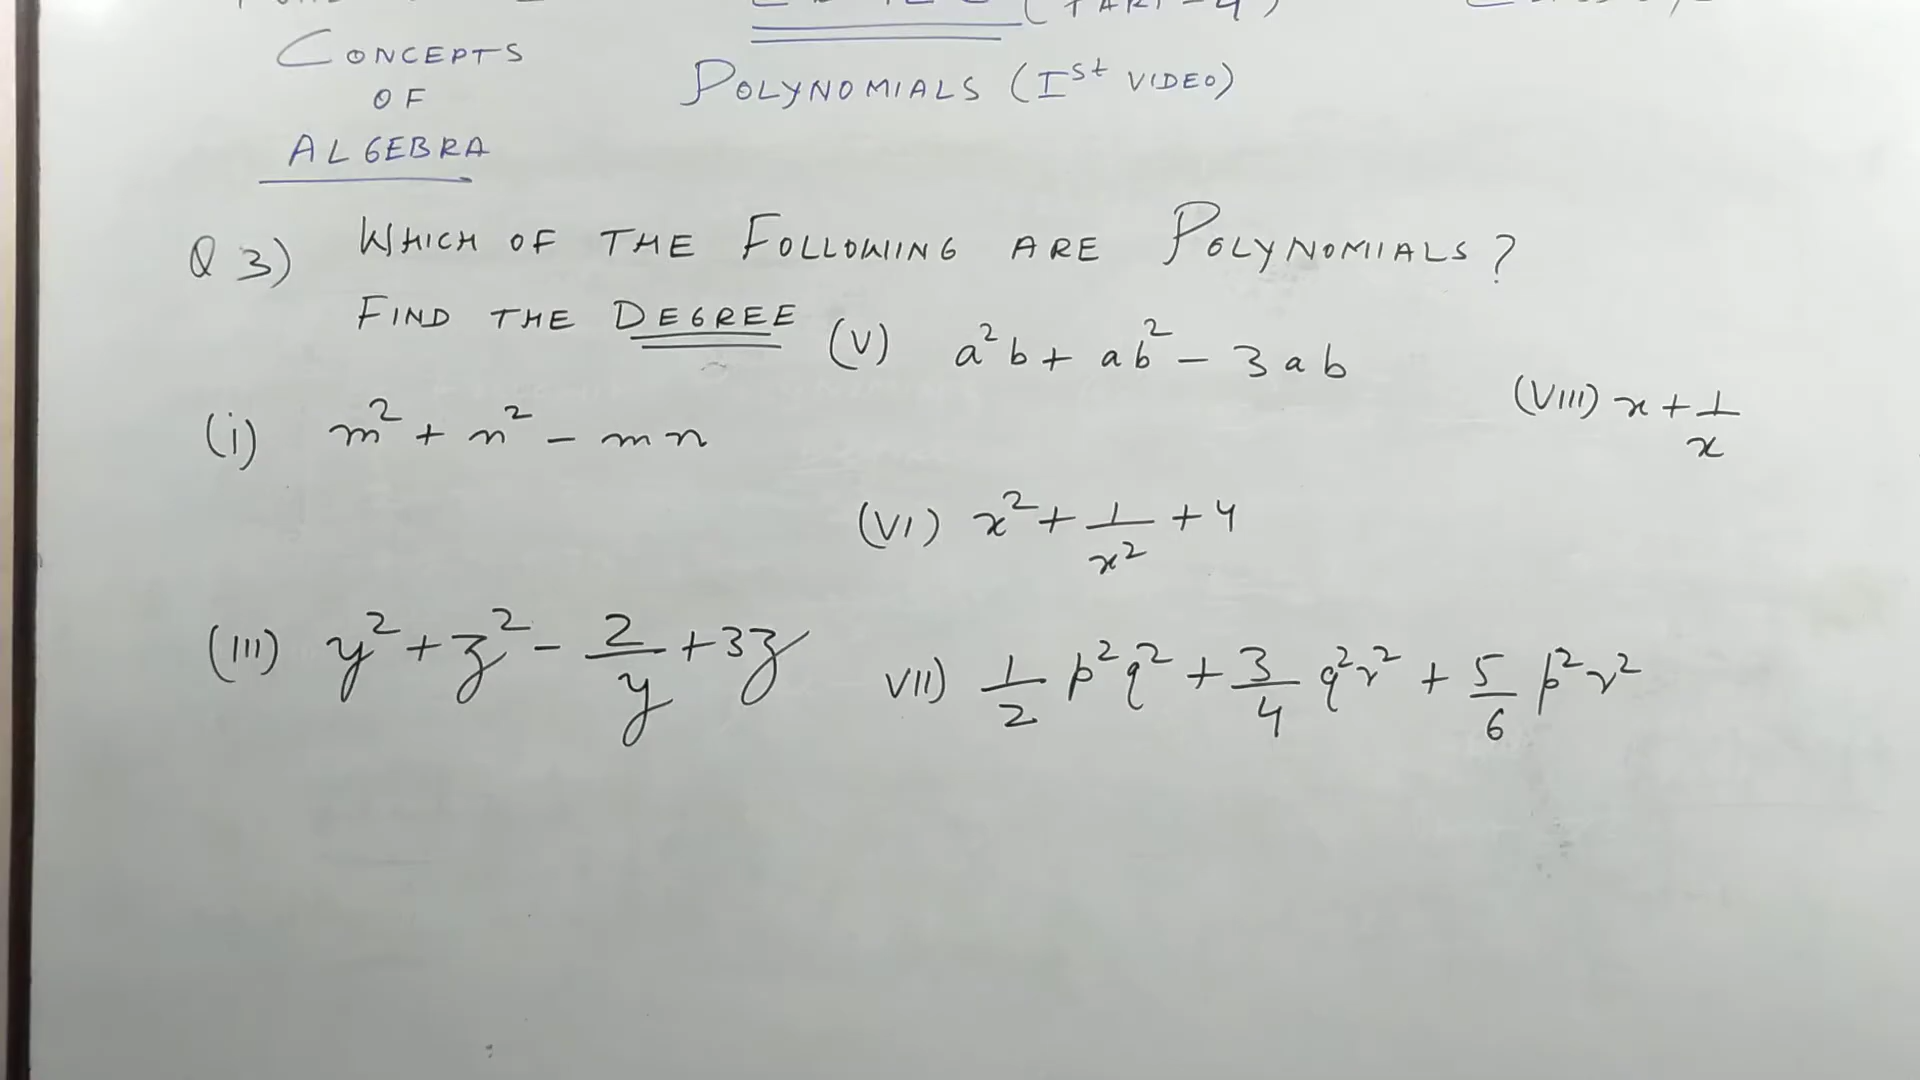 CONCEPTS
OF
ALGEBRA
(PART-4)
POLYNOMIALS (Ist VIDEO)
Q 3) WHICH OF THE FOLLOWING ARE POLYNOMIALS?
FIND THE DEGREE
(i) m² + n² - mn
(III) y² + z² - 2/y + 3z
(V) a²b + ab² - 3ab
(VI) x² + 1/x² + 4
VII) 1/2 p²q² + 3/4 q²r² + 5/6 p²r²
(VIII) x + 1/x